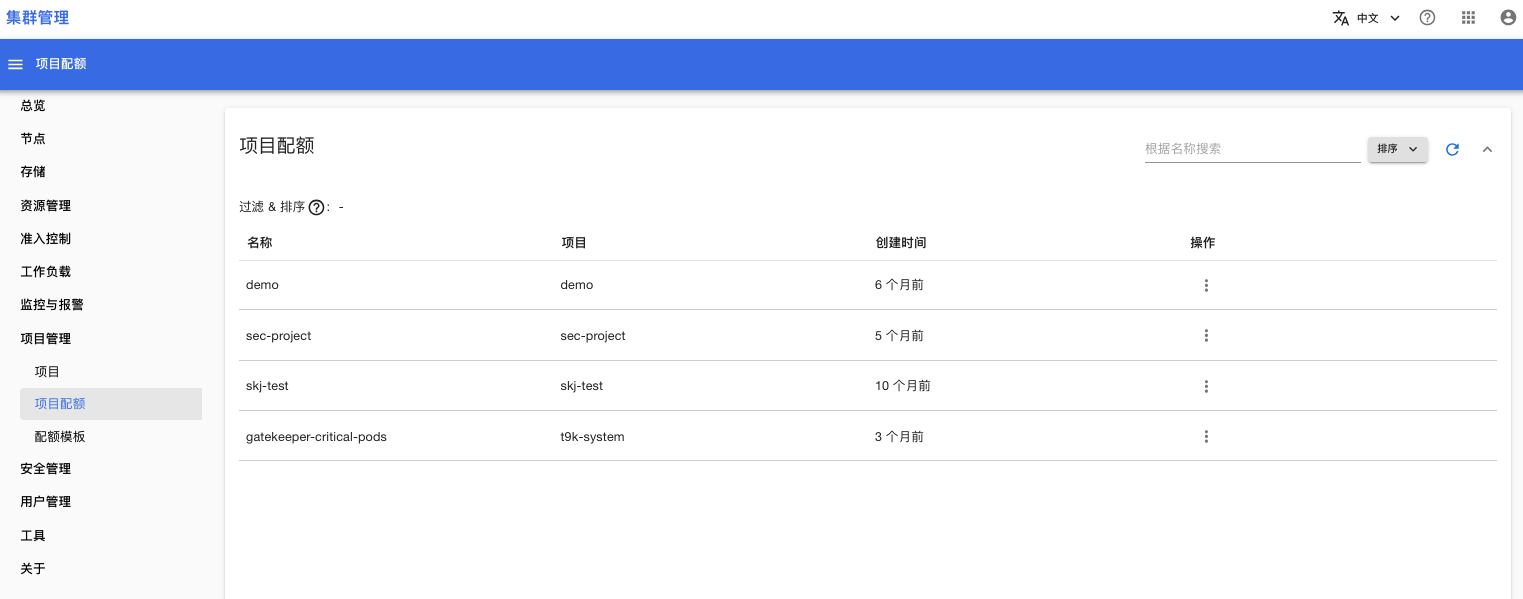 集群管理
中文
项目配额
总览
节点
存储
资源管理
准入控制
工作负载
监控与报警
项目管理
项目
项目配额
配额模板
安全管理
用户管理
工具
关于
项目配额
根据名称搜索
排序
过滤 & 排序 ? : -
名称 项目 创建时间 操作
demo demo 6 个月前
sec-project sec-project 5 个月前
skj-test skj-test 10 个月前
gatekeeper-critical-pods t9k-system 3 个月前